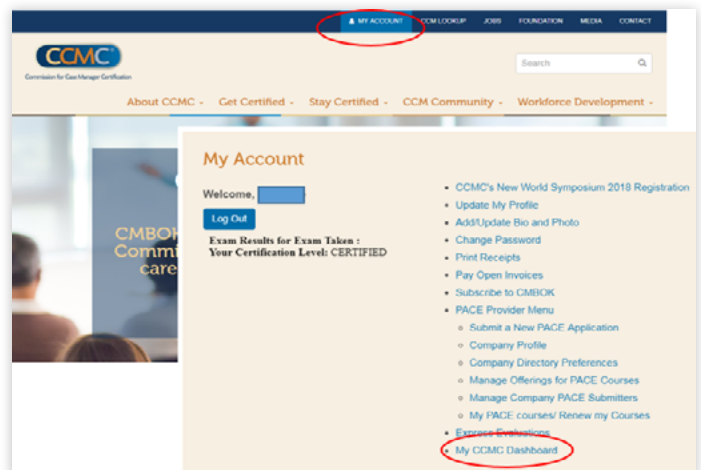 MY ACCOUNT CCM LOOKUP JOBS FOUNDATION MEDIA CONTACT
CCMC
Commission for Case Manager Certification
Search
About CCMC Get Certified Stay Certified CCM Community Workforce Development
CMBOK
Commi
care
My Account
Welcome,
Log Out
Exam Results for Exam Taken :
Your Certification Level: CERTIFIED
CCMC's New World Symposium 2018 Registration
Update My Profile
Add/Update Bio and Photo
Change Password
Print Receipts
Pay Open Invoices
Subscribe to CMBOK
PACE Provider Menu
Submit a New PACE Application
Company Profile
Company Directory Preferences
Manage Offerings for PACE Courses
Manage Company PACE Submitters
My PACE courses/ Renew my Courses
Express Evaluations
My CCMC Dashboard